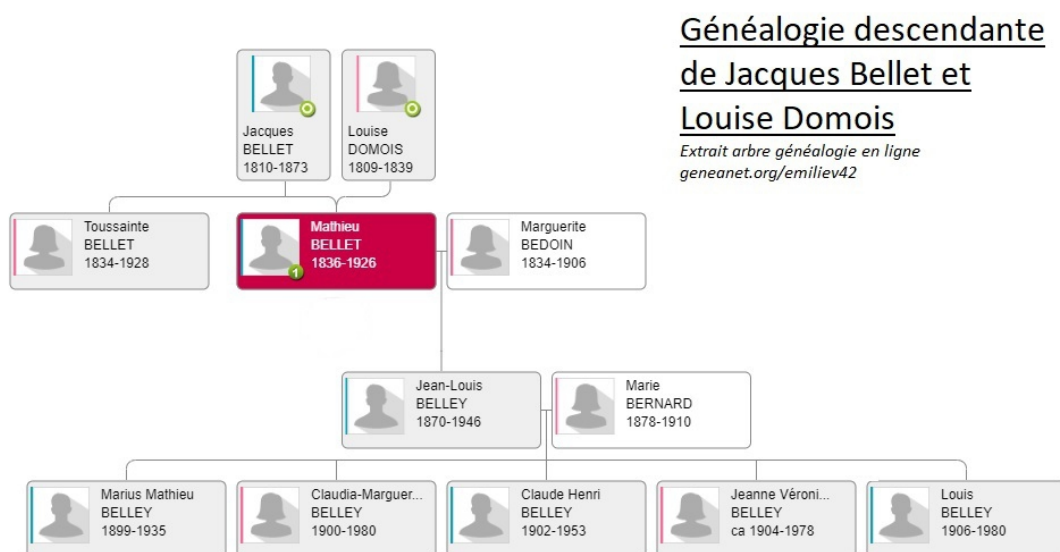 Généalogie descendante
de Jacques Bellet et
Louise Domois
Extrait arbre généalogie en ligne
geneanet.org/emiliev42
Jacques
BELLET
1810-1873
Louise
DOMOIS
1809-1839
Toussainte
BELLET
1834-1928
Mathieu
BELLET
1836-1926
1
Marguerite
BEDOIN
1834-1906
Jean-Louis
BELLEY
1870-1946
Marie
BERNARD
1878-1910
Marius Mathieu
BELLEY
1899-1935
Claudia-Marguer...
BELLEY
1900-1980
Claude Henri
BELLEY
1902-1953
Jeanne Véroni...
BELLEY
ca 1904-1978
Louis
BELLEY
1906-1980